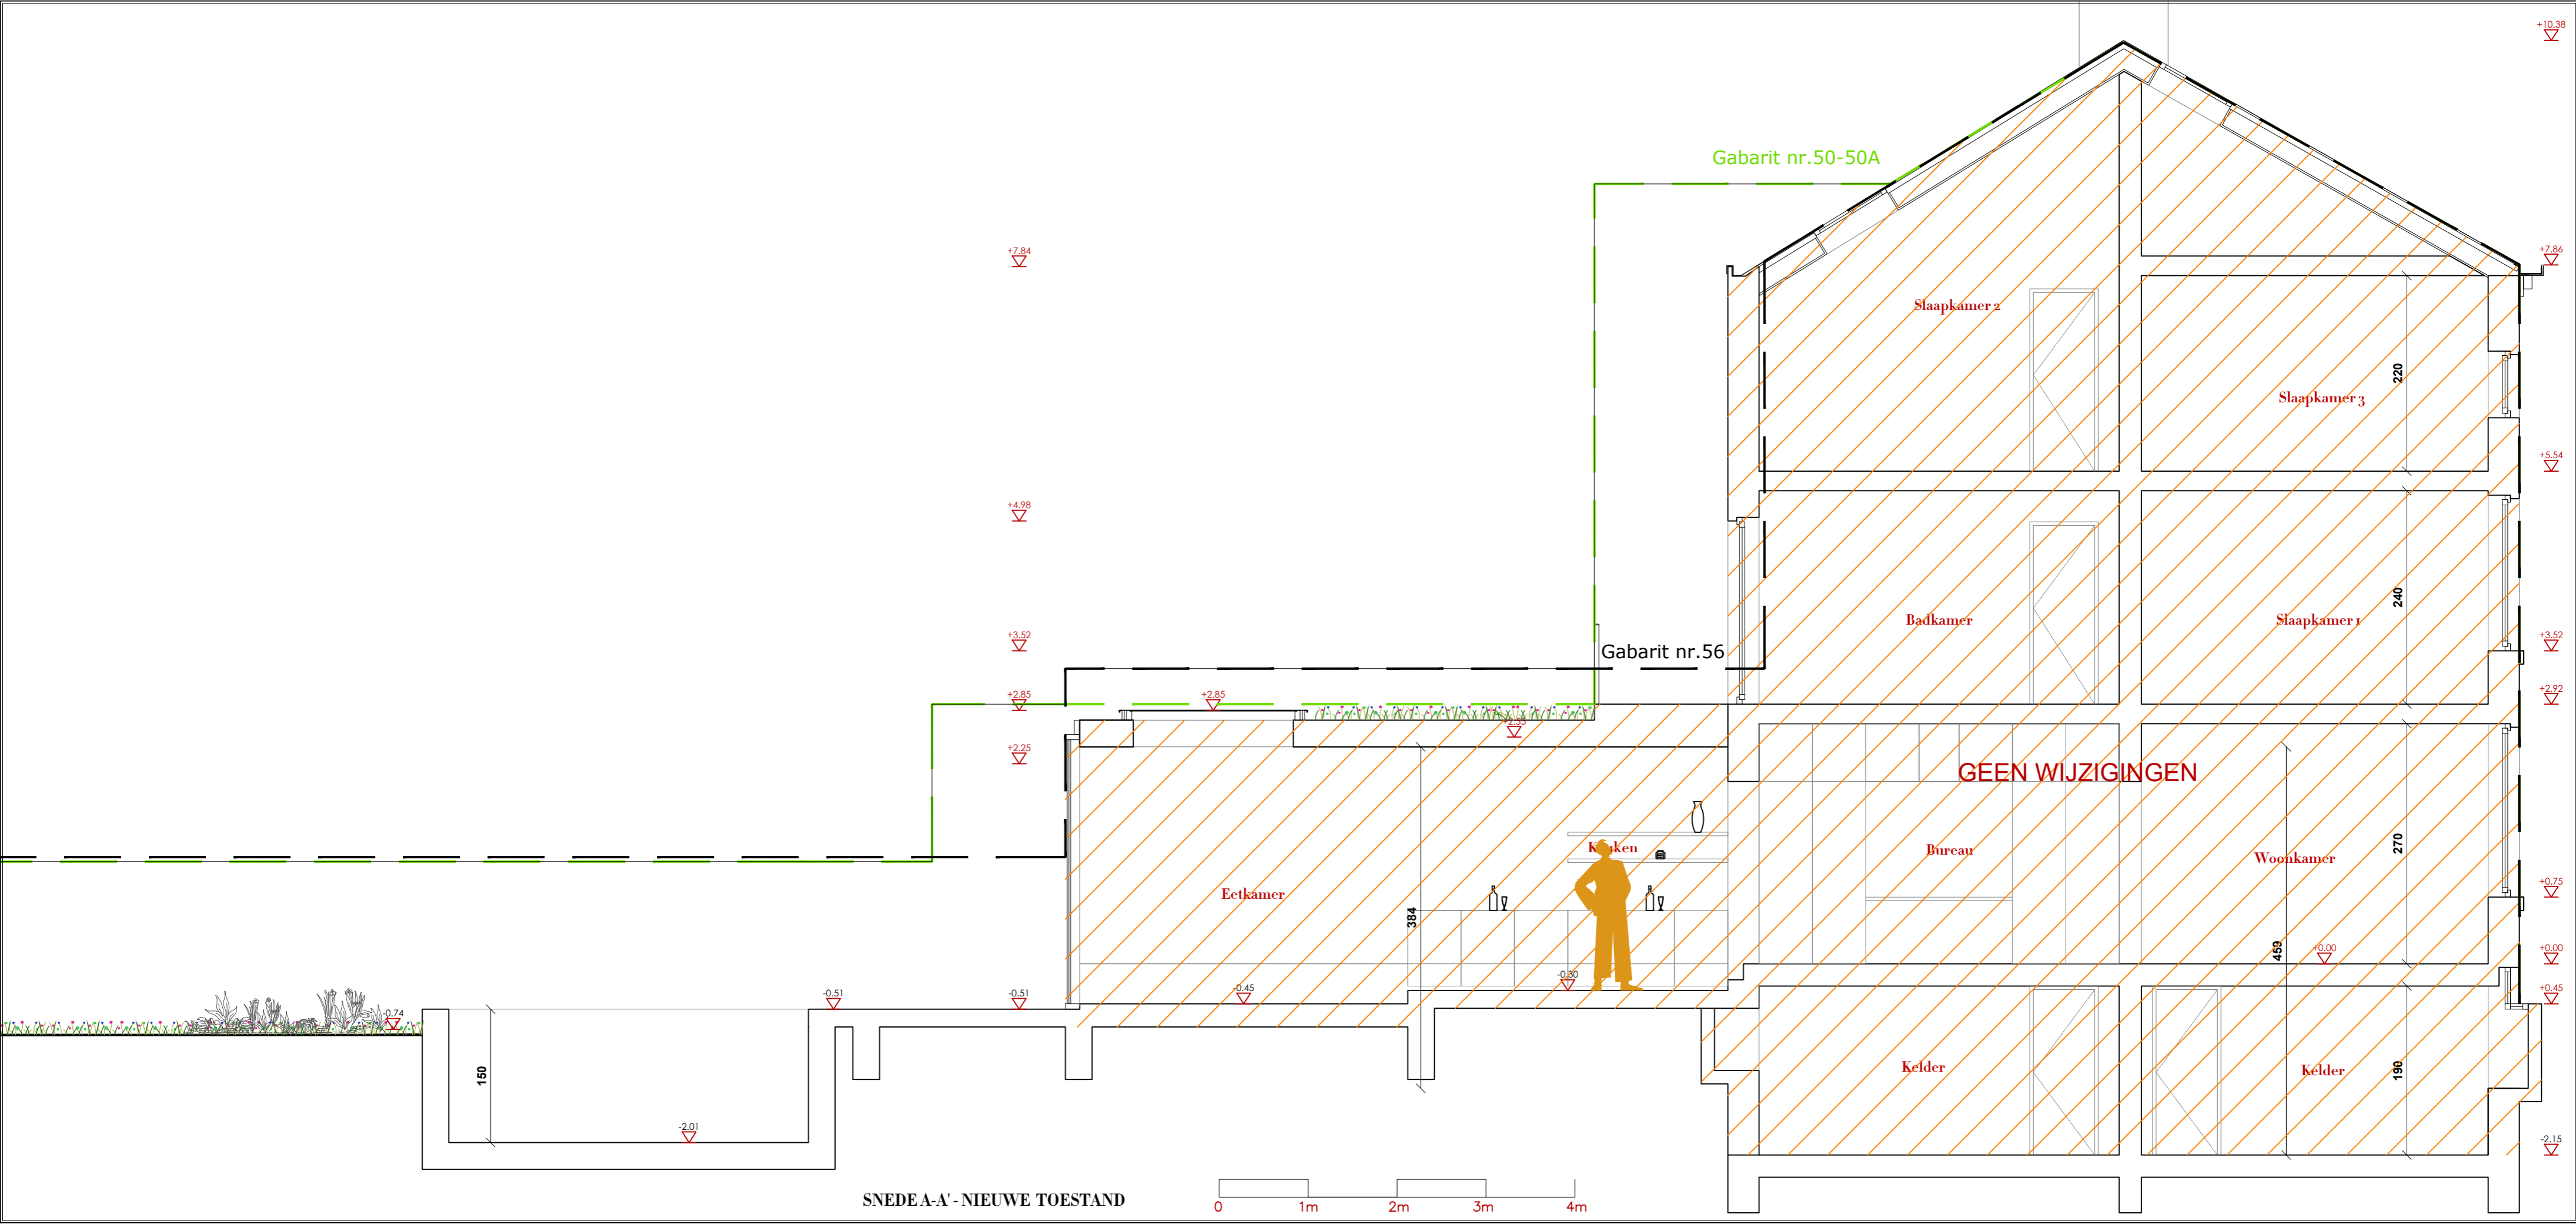 +10.38
Gabarit nr.50-50A
+7.84
+7.86
Slaapkamer 2
220
Slaapkamer 3
+5.54
+4.98
240
Badkamer
Slaapkamer 1
+3.52
+3.52
Gabarit nr.56
+2.85
+2.85
+2.92
+2.55
+2.25
GEEN WIJZIGINGEN
Keuken
Bureau
270
Woonkamer
Eetkamer
+0.75
384
459
+0.00
+0.00
-0.30
-0.45
-0.51
-0.51
+0.45
-0.74
150
Kelder
Kelder
190
-2.01
-2.15
SNEDE A-A' - NIEUWE TOESTAND
0 1m 2m 3m 4m